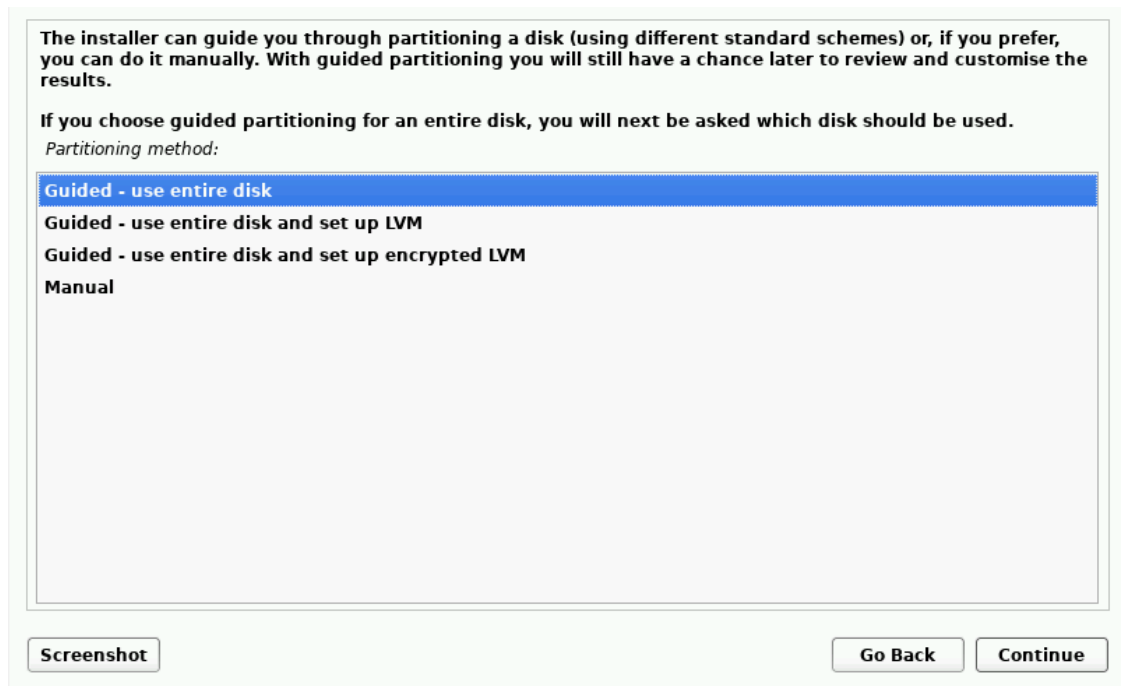 The installer can guide you through partitioning a disk (using different standard schemes) or, if you prefer,
you can do it manually. With guided partitioning you will still have a chance later to review and customise the
results.
If you choose guided partitioning for an entire disk, you will next be asked which disk should be used.
Partitioning method:
Guided - use entire disk
Guided - use entire disk and set up LVM
Guided - use entire disk and set up encrypted LVM
Manual
Screenshot
Go Back
Continue